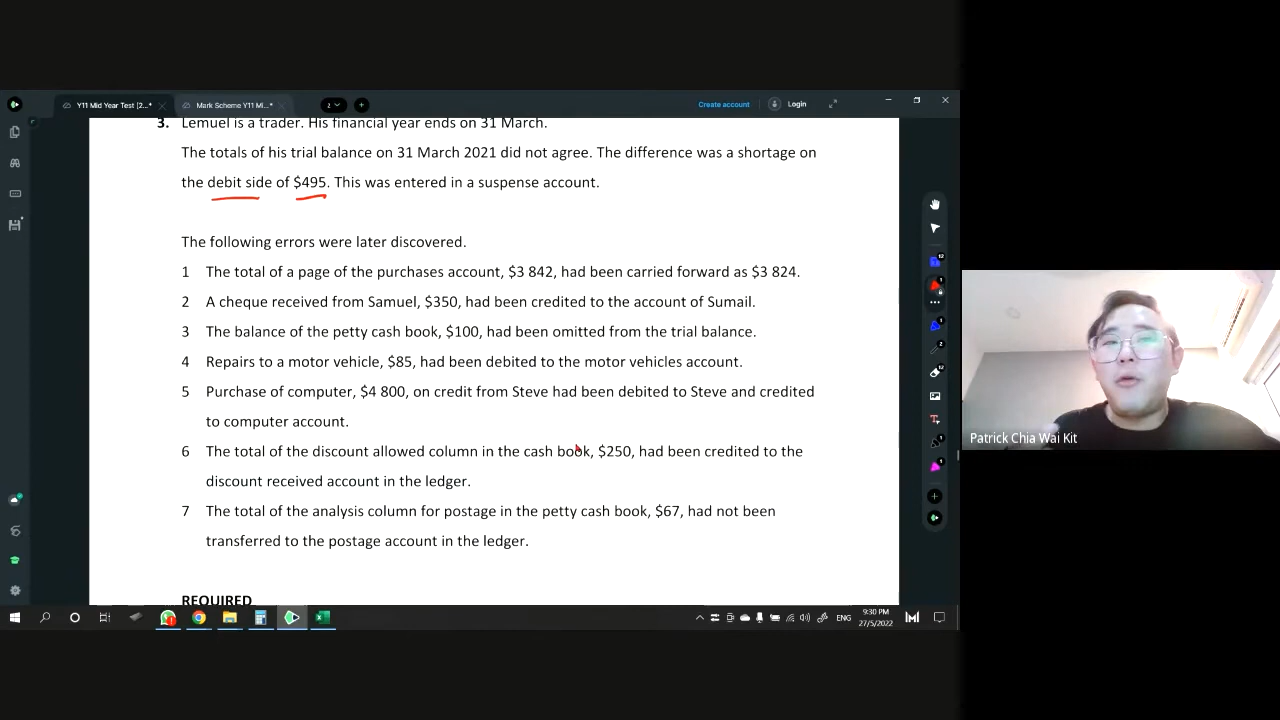 Y11 Mid Year Test [2...*
Mark Scheme Y11 Mi...*
2
Create account
Login
3. Lemuel is a trader. His financial year ends on 31 March.
The totals of his trial balance on 31 March 2021 did not agree. The difference was a shortage on
the debit side of $495. This was entered in a suspense account.
The following errors were later discovered.
1 The total of a page of the purchases account, $3 842, had been carried forward as $3 824.
2 A cheque received from Samuel, $350, had been credited to the account of Sumail.
3 The balance of the petty cash book, $100, had been omitted from the trial balance.
4 Repairs to a motor vehicle, $85, had been debited to the motor vehicles account.
5 Purchase of computer, $4 800, on credit from Steve had been debited to Steve and credited
to computer account.
6 The total of the discount allowed column in the cash book, $250, had been credited to the
discount received account in the ledger.
7 The total of the analysis column for postage in the petty cash book, $67, had not been
transferred to the postage account in the ledger.
REQUIRED
Patrick Chia Wai Kit
ENG
9:30 PM
27/5/2022